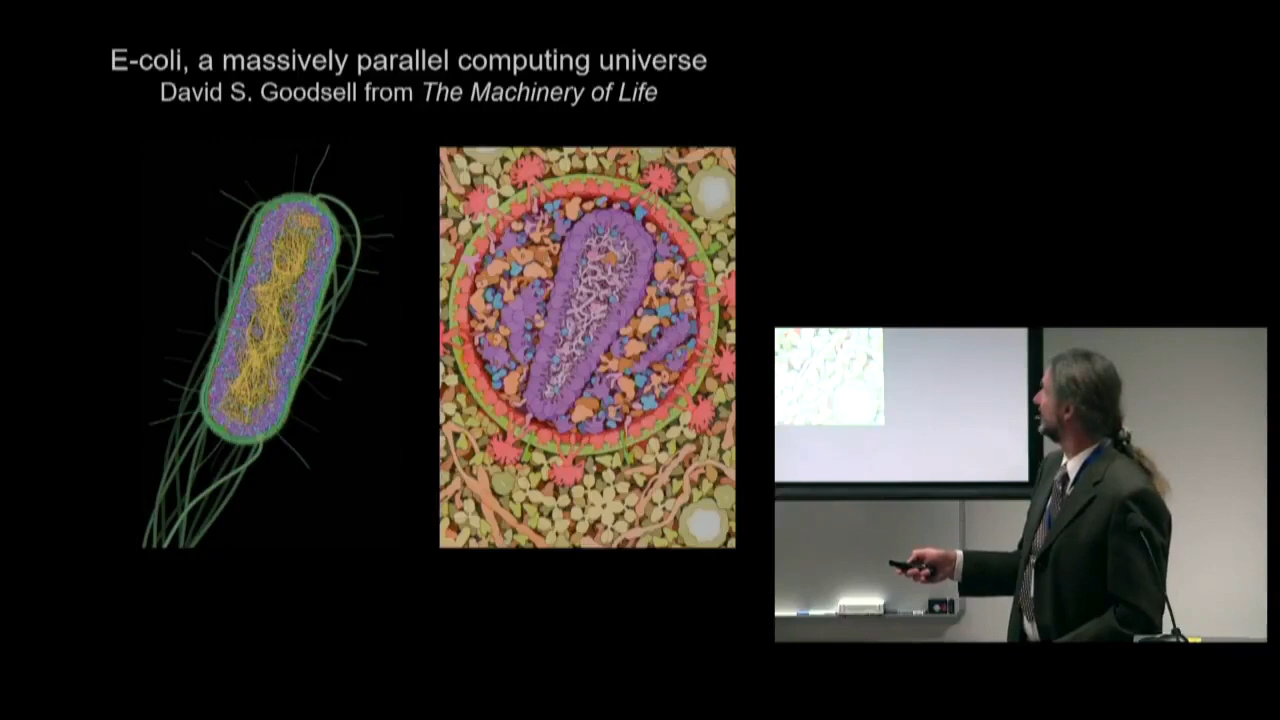 E-coli, a massively parallel computing universe
David S. Goodsell from The Machinery of Life